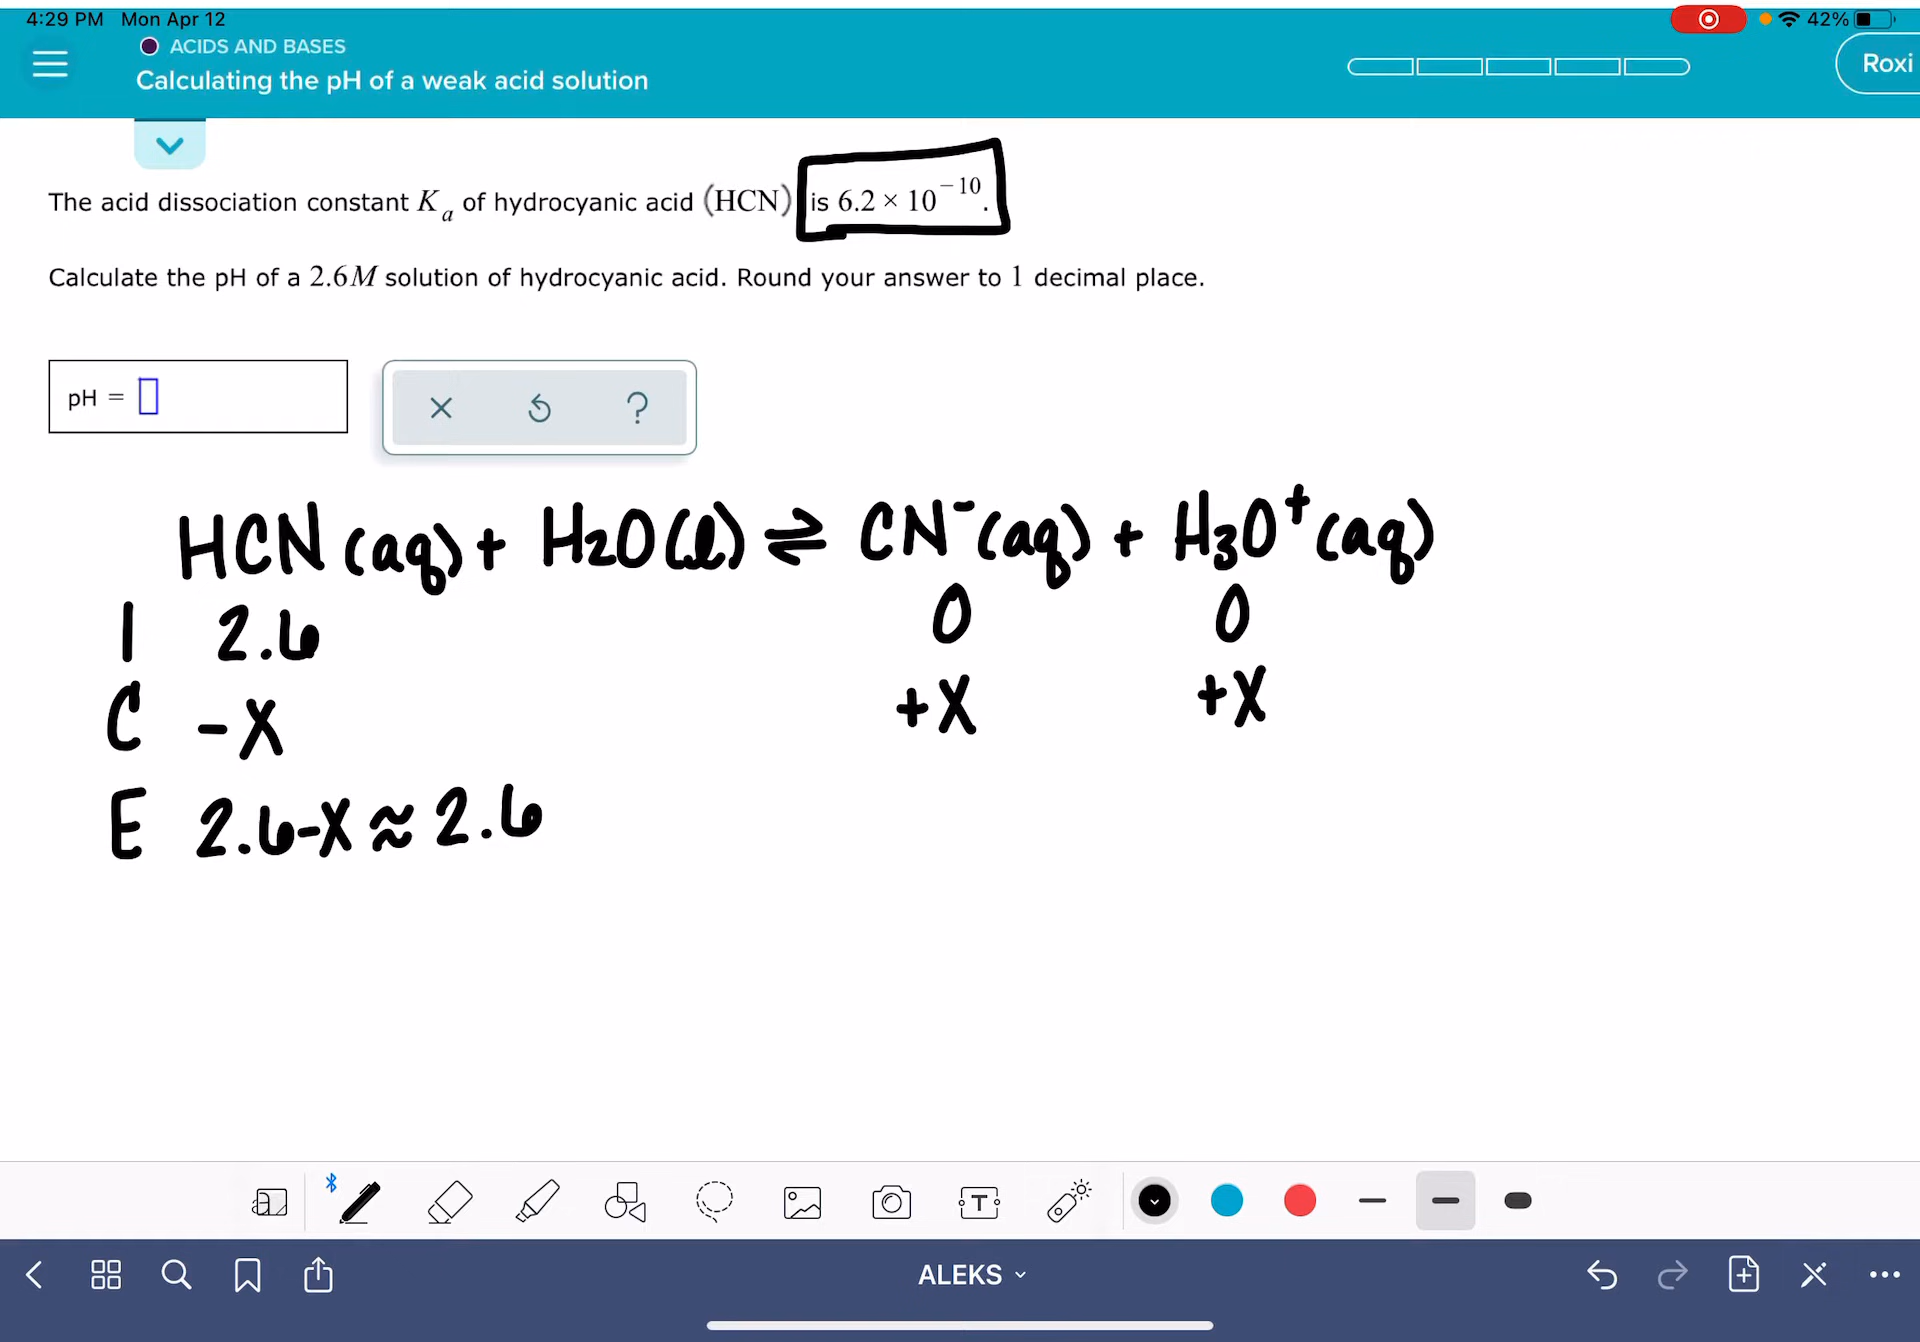 4:29 PM Mon Apr 12
42%
ACIDS AND BASES
Calculating the pH of a weak acid solution
Roxi
The acid dissociation constant Kₐ of hydrocyanic acid (HCN) is 6.2 × 10⁻¹⁰.
Calculate the pH of a 2.6M solution of hydrocyanic acid. Round your answer to 1 decimal place.
pH =
?
HCN (aq) + H2O(l) ⇌ CN⁻(aq) + H3O⁺(aq)
I 2.6 0 0
C -X +X +X
E 2.6-X ≈ 2.6
a
T
ALEKS